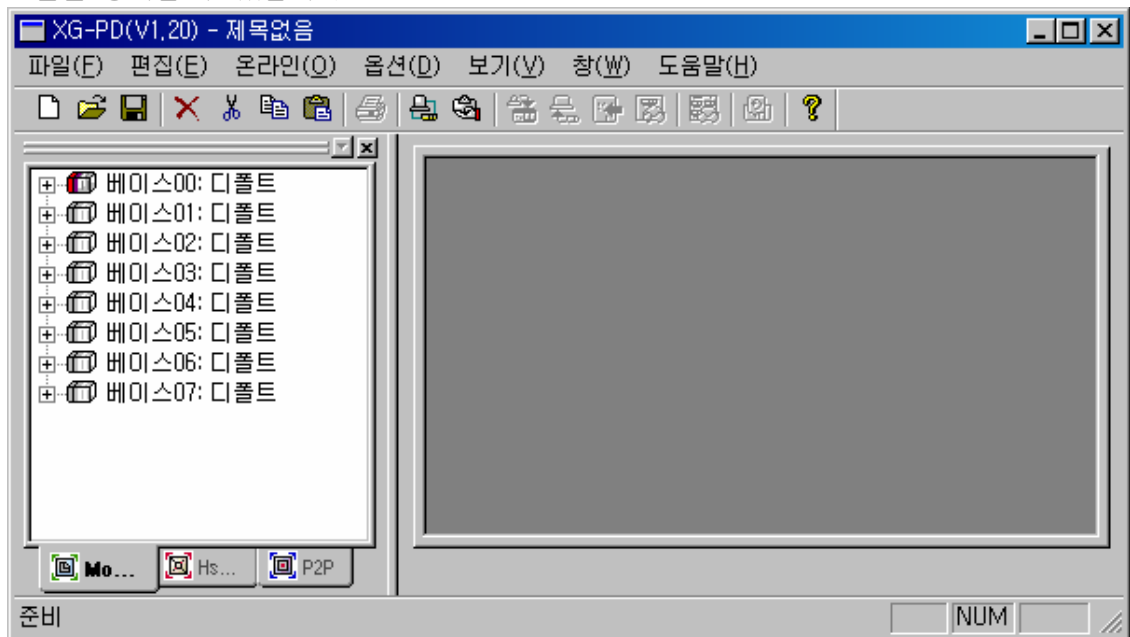 XG-PD(V1,20) - 제목없음
파일(F) 편집(E) 온라인(O) 옵션(D) 보기(V) 창(W) 도움말(H)
베이스00: 디폴트
베이스01: 디폴트
베이스02: 디폴트
베이스03: 디폴트
베이스04: 디폴트
베이스05: 디폴트
베이스06: 디폴트
베이스07: 디폴트
Mo... Hs... P2P
준비 NUM